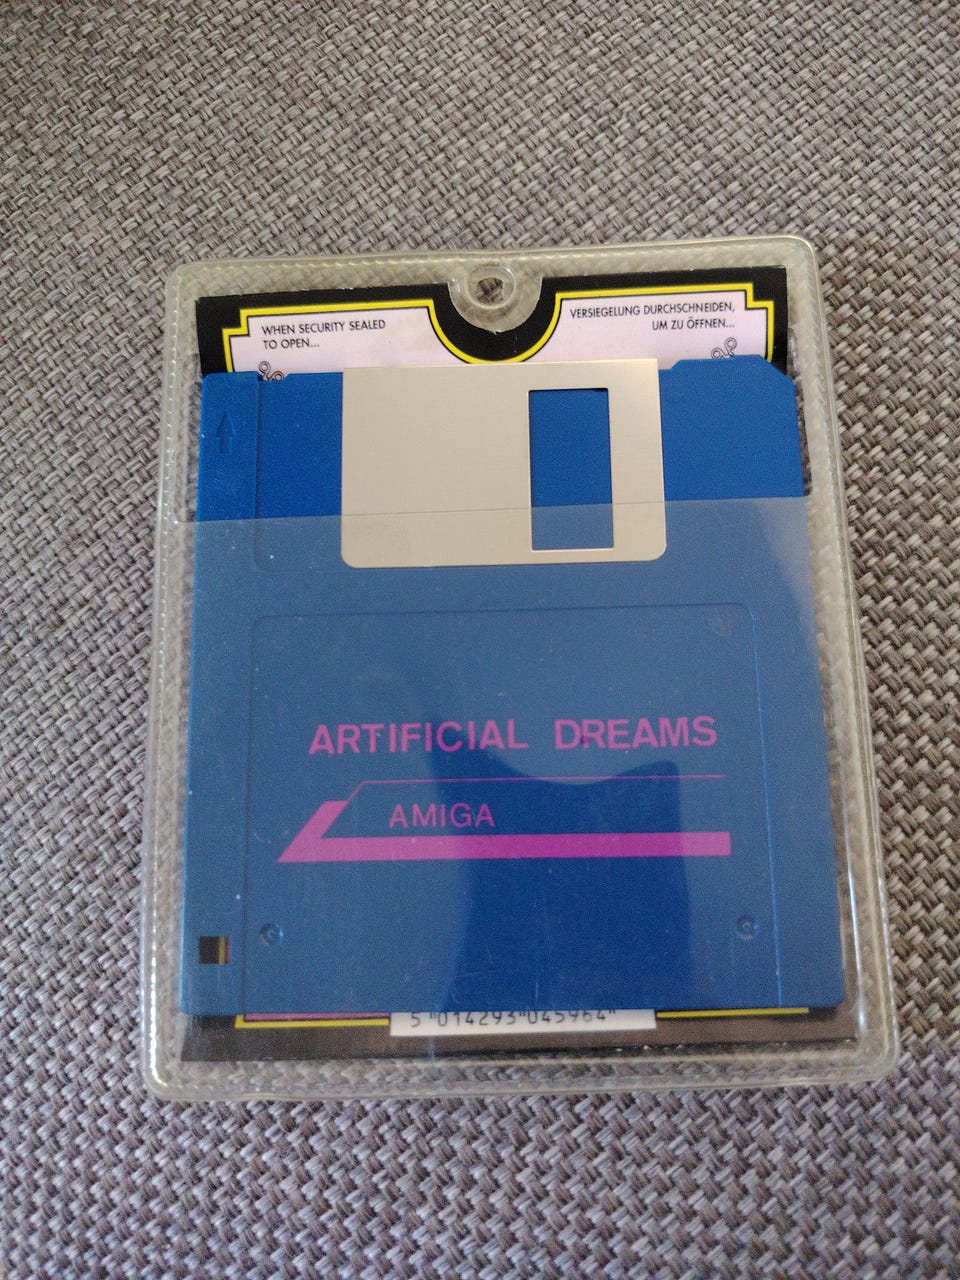 WHEN SECURITY SEALED
TO OPEN...
VERSIEGELUNG DURCHSCHNEIDEN,
UM ZU ÖFFNEN...
ARTIFICIAL DREAMS
AMIGA
5 "014293"045964"